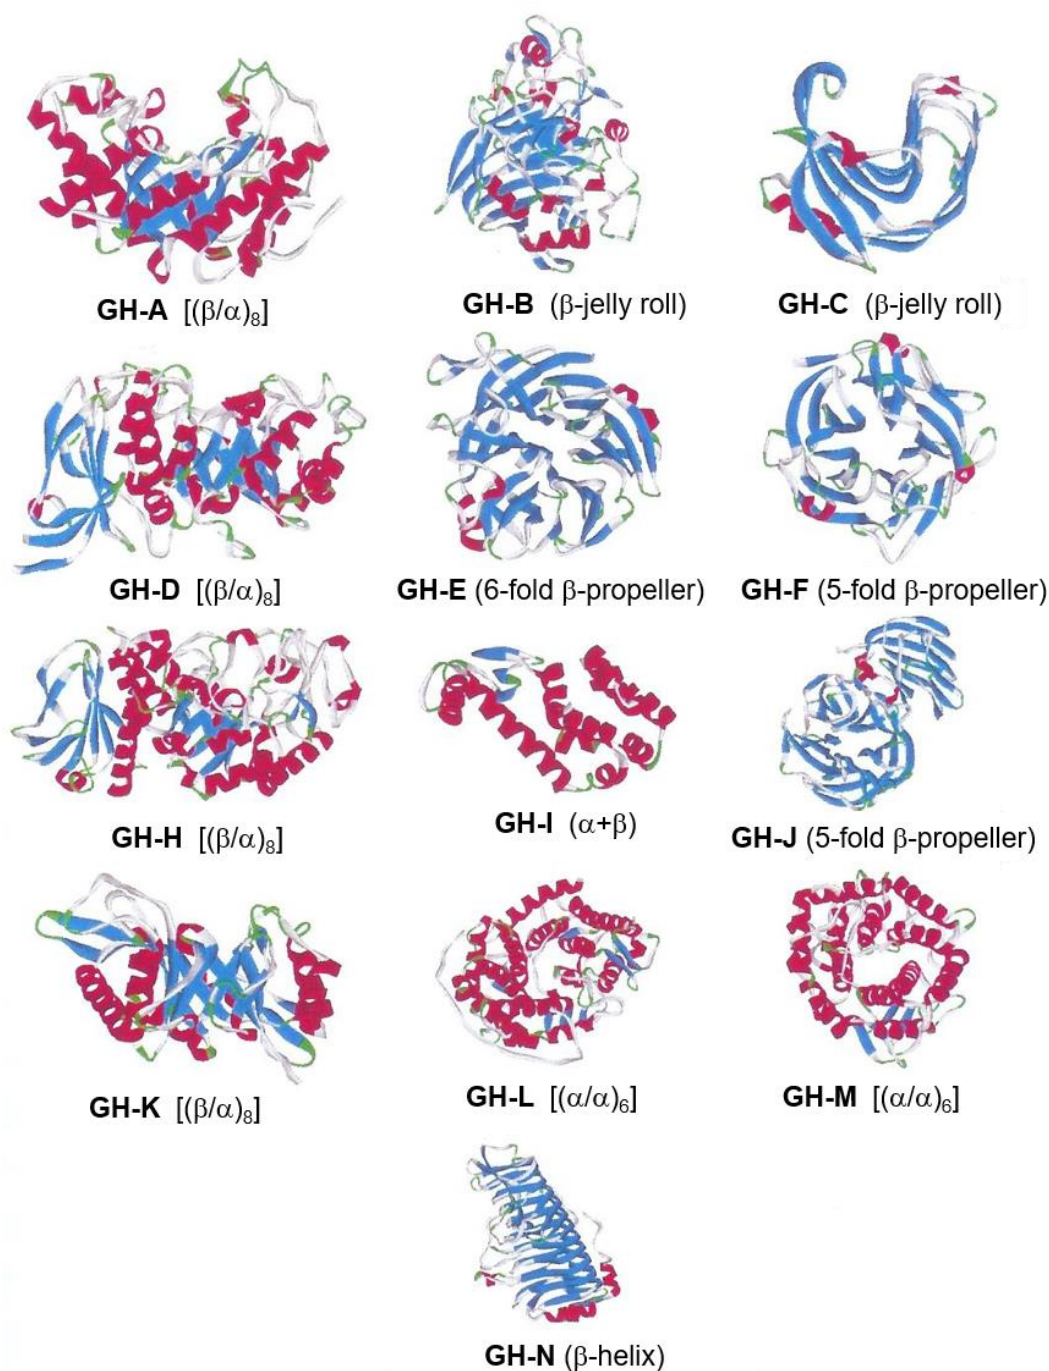 GH-A [(β/α)₈]
GH-B (β-jelly roll)
GH-C (β-jelly roll)
GH-D [(β/α)₈]
GH-E (6-fold β-propeller)
GH-F (5-fold β-propeller)
GH-H [(β/α)₈]
GH-I (α+β)
GH-J (5-fold β-propeller)
GH-K [(β/α)₈]
GH-L [(α/α)₆]
GH-M [(α/α)₆]
GH-N (β-helix)